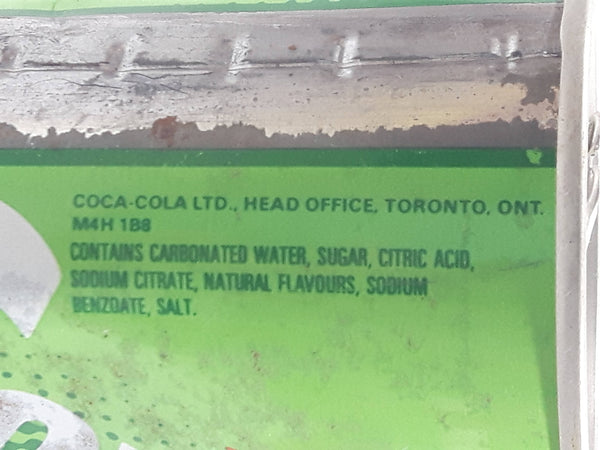 COCA-COLA LTD., HEAD OFFICE, TORONTO, ONT.
M4H 1B8
CONTAINS CARBONATED WATER, SUGAR, CITRIC ACID,
SODIUM CITRATE, NATURAL FLAVOURS, SODIUM
BENZOATE, SALT.